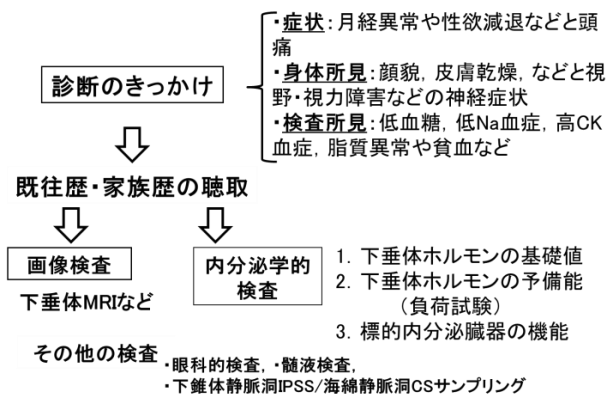 ・症状：月経異常や性欲減退などと頭
痛
・身体所見：顔貌，皮膚乾燥，などと視
野・視力障害などの神経症状
・検査所見：低血糖，低Na血症，高CK
血症，脂質異常や貧血など
診断のきっかけ
既往歴・家族歴の聴取
画像検査
下垂体MRIなど
内分泌学的
検査
1. 下垂体ホルモンの基礎値
2. 下垂体ホルモンの予備能
（負荷試験）
3. 標的内分泌臓器の機能
その他の検査
・眼科的検査，・髄液検査，
・下錐体静脈洞IPSS/海綿静脈洞CSサンプリング